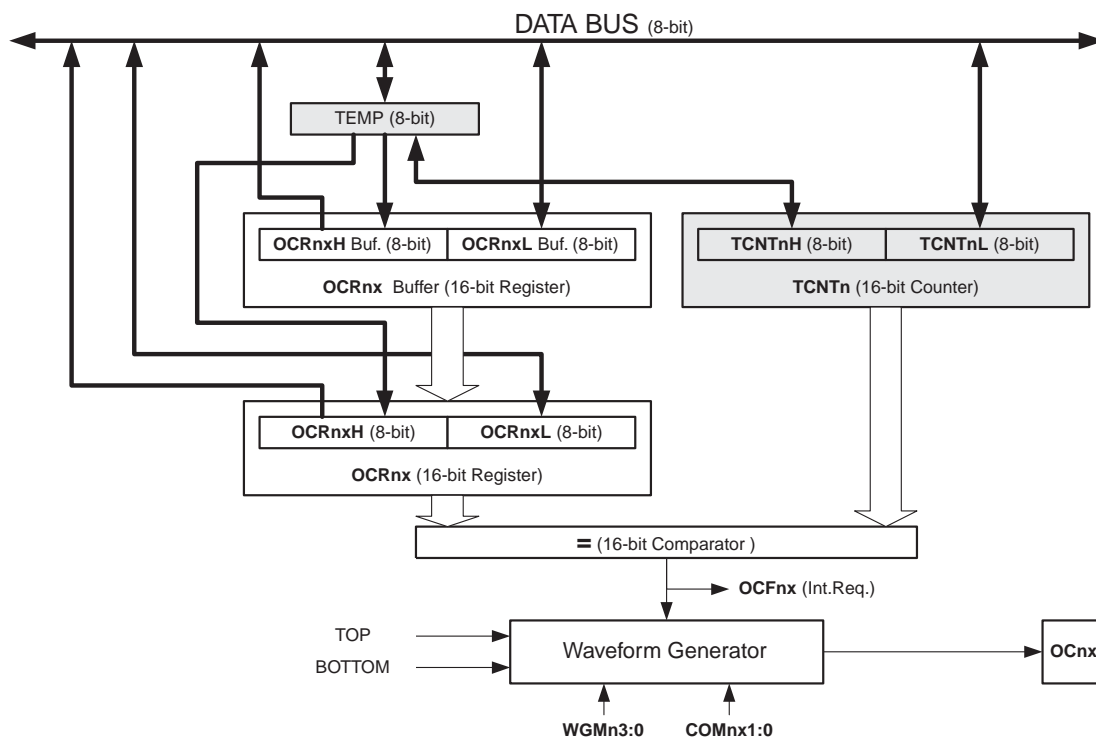 DATA BUS (8-bit)
TEMP (8-bit)
OCRnxH Buf. (8-bit) OCRnxL Buf. (8-bit)
OCRnx Buffer (16-bit Register)
TCNTnH (8-bit) TCNTnL (8-bit)
TCNTn (16-bit Counter)
OCRnxH (8-bit) OCRnxL (8-bit)
OCRnx (16-bit Register)
= (16-bit Comparator )
OCFnx (Int.Req.)
TOP
BOTTOM
Waveform Generator
OCnx
WGMn3:0 COMnx1:0